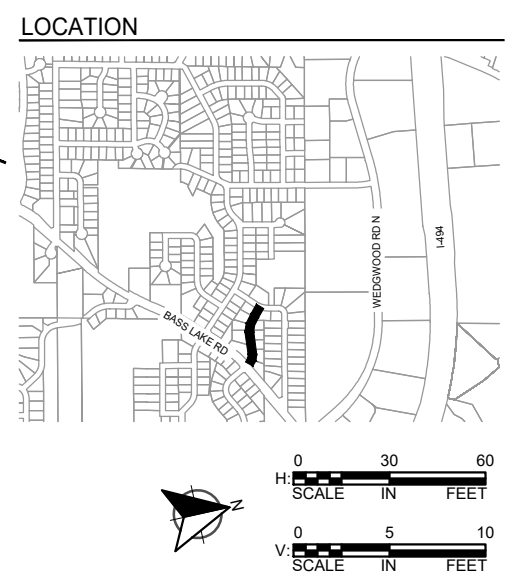 LOCATION
WEDGWOOD RD N
I-494
BASS LAKE RD
N
0 30 60
H:
SCALE IN FEET
0 5 10
V:
SCALE IN FEET